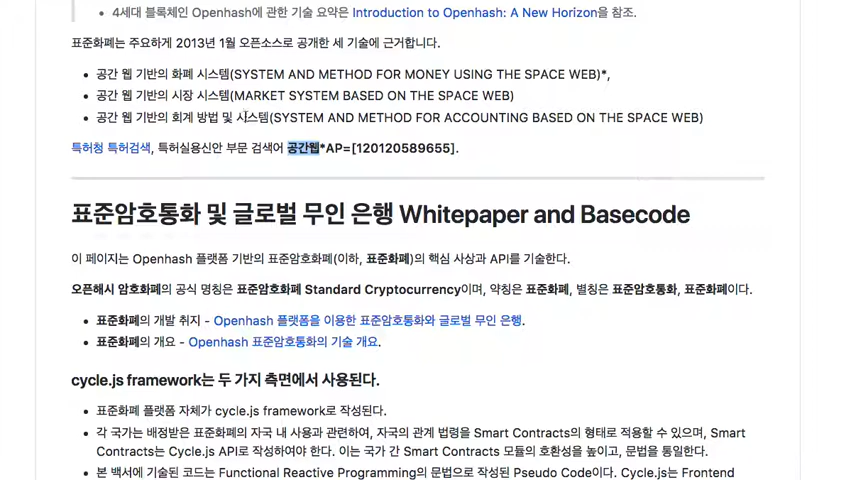 • 4세대 블록체인 Openhash에 관한 기술 요약은 Introduction to Openhash: A New Horizon을 참조.
표준화폐는 주요하게 2013년 1월 오픈소스로 공개한 세 기술에 근거합니다.
• 공간 웹 기반의 화폐 시스템(SYSTEM AND METHOD FOR MONEY USING THE SPACE WEB)*,
• 공간 웹 기반의 시장 시스템(MARKET SYSTEM BASED ON THE SPACE WEB)
• 공간 웹 기반의 회계 방법 및 시스템(SYSTEM AND METHOD FOR ACCOUNTING BASED ON THE SPACE WEB)
특허청 특허검색, 특허실용신안 부문 검색어 공간웹*AP=[120120589655].
표준암호통화 및 글로벌 무인 은행 Whitepaper and Basecode
이 페이지는 Openhash 플랫폼 기반의 표준암호화폐(이하, 표준화폐)의 핵심 사상과 API를 기술한다.
오픈해시 암호화폐의 공식 명칭은 표준암호화폐 Standard Cryptocurrency이며, 약칭은 표준화폐, 별칭은 표준암호통화, 표준화폐이다.
• 표준화폐의 개발 취지 - Openhash 플랫폼을 이용한 표준암호통화와 글로벌 무인 은행.
• 표준화폐의 개요 - Openhash 표준암호통화의 기술 개요.
cycle.js framework는 두 가지 측면에서 사용된다.
• 표준화폐 플랫폼 자체가 cycle.js framework로 작성된다.
• 각 국가는 배정받은 표준화폐의 자국 내 사용과 관련하여, 자국의 관계 법령을 Smart Contracts의 형태로 적용할 수 있으며, Smart
Contracts는 Cycle.js API로 작성하여야 한다. 이는 국가 간 Smart Contracts 모듈의 호환성을 높이고, 문법을 통일한다.
• 본 백서에 기술된 코드는 Functional Reactive Programming의 문법으로 작성된 Pseudo Code이다. Cycle.js는 Frontend